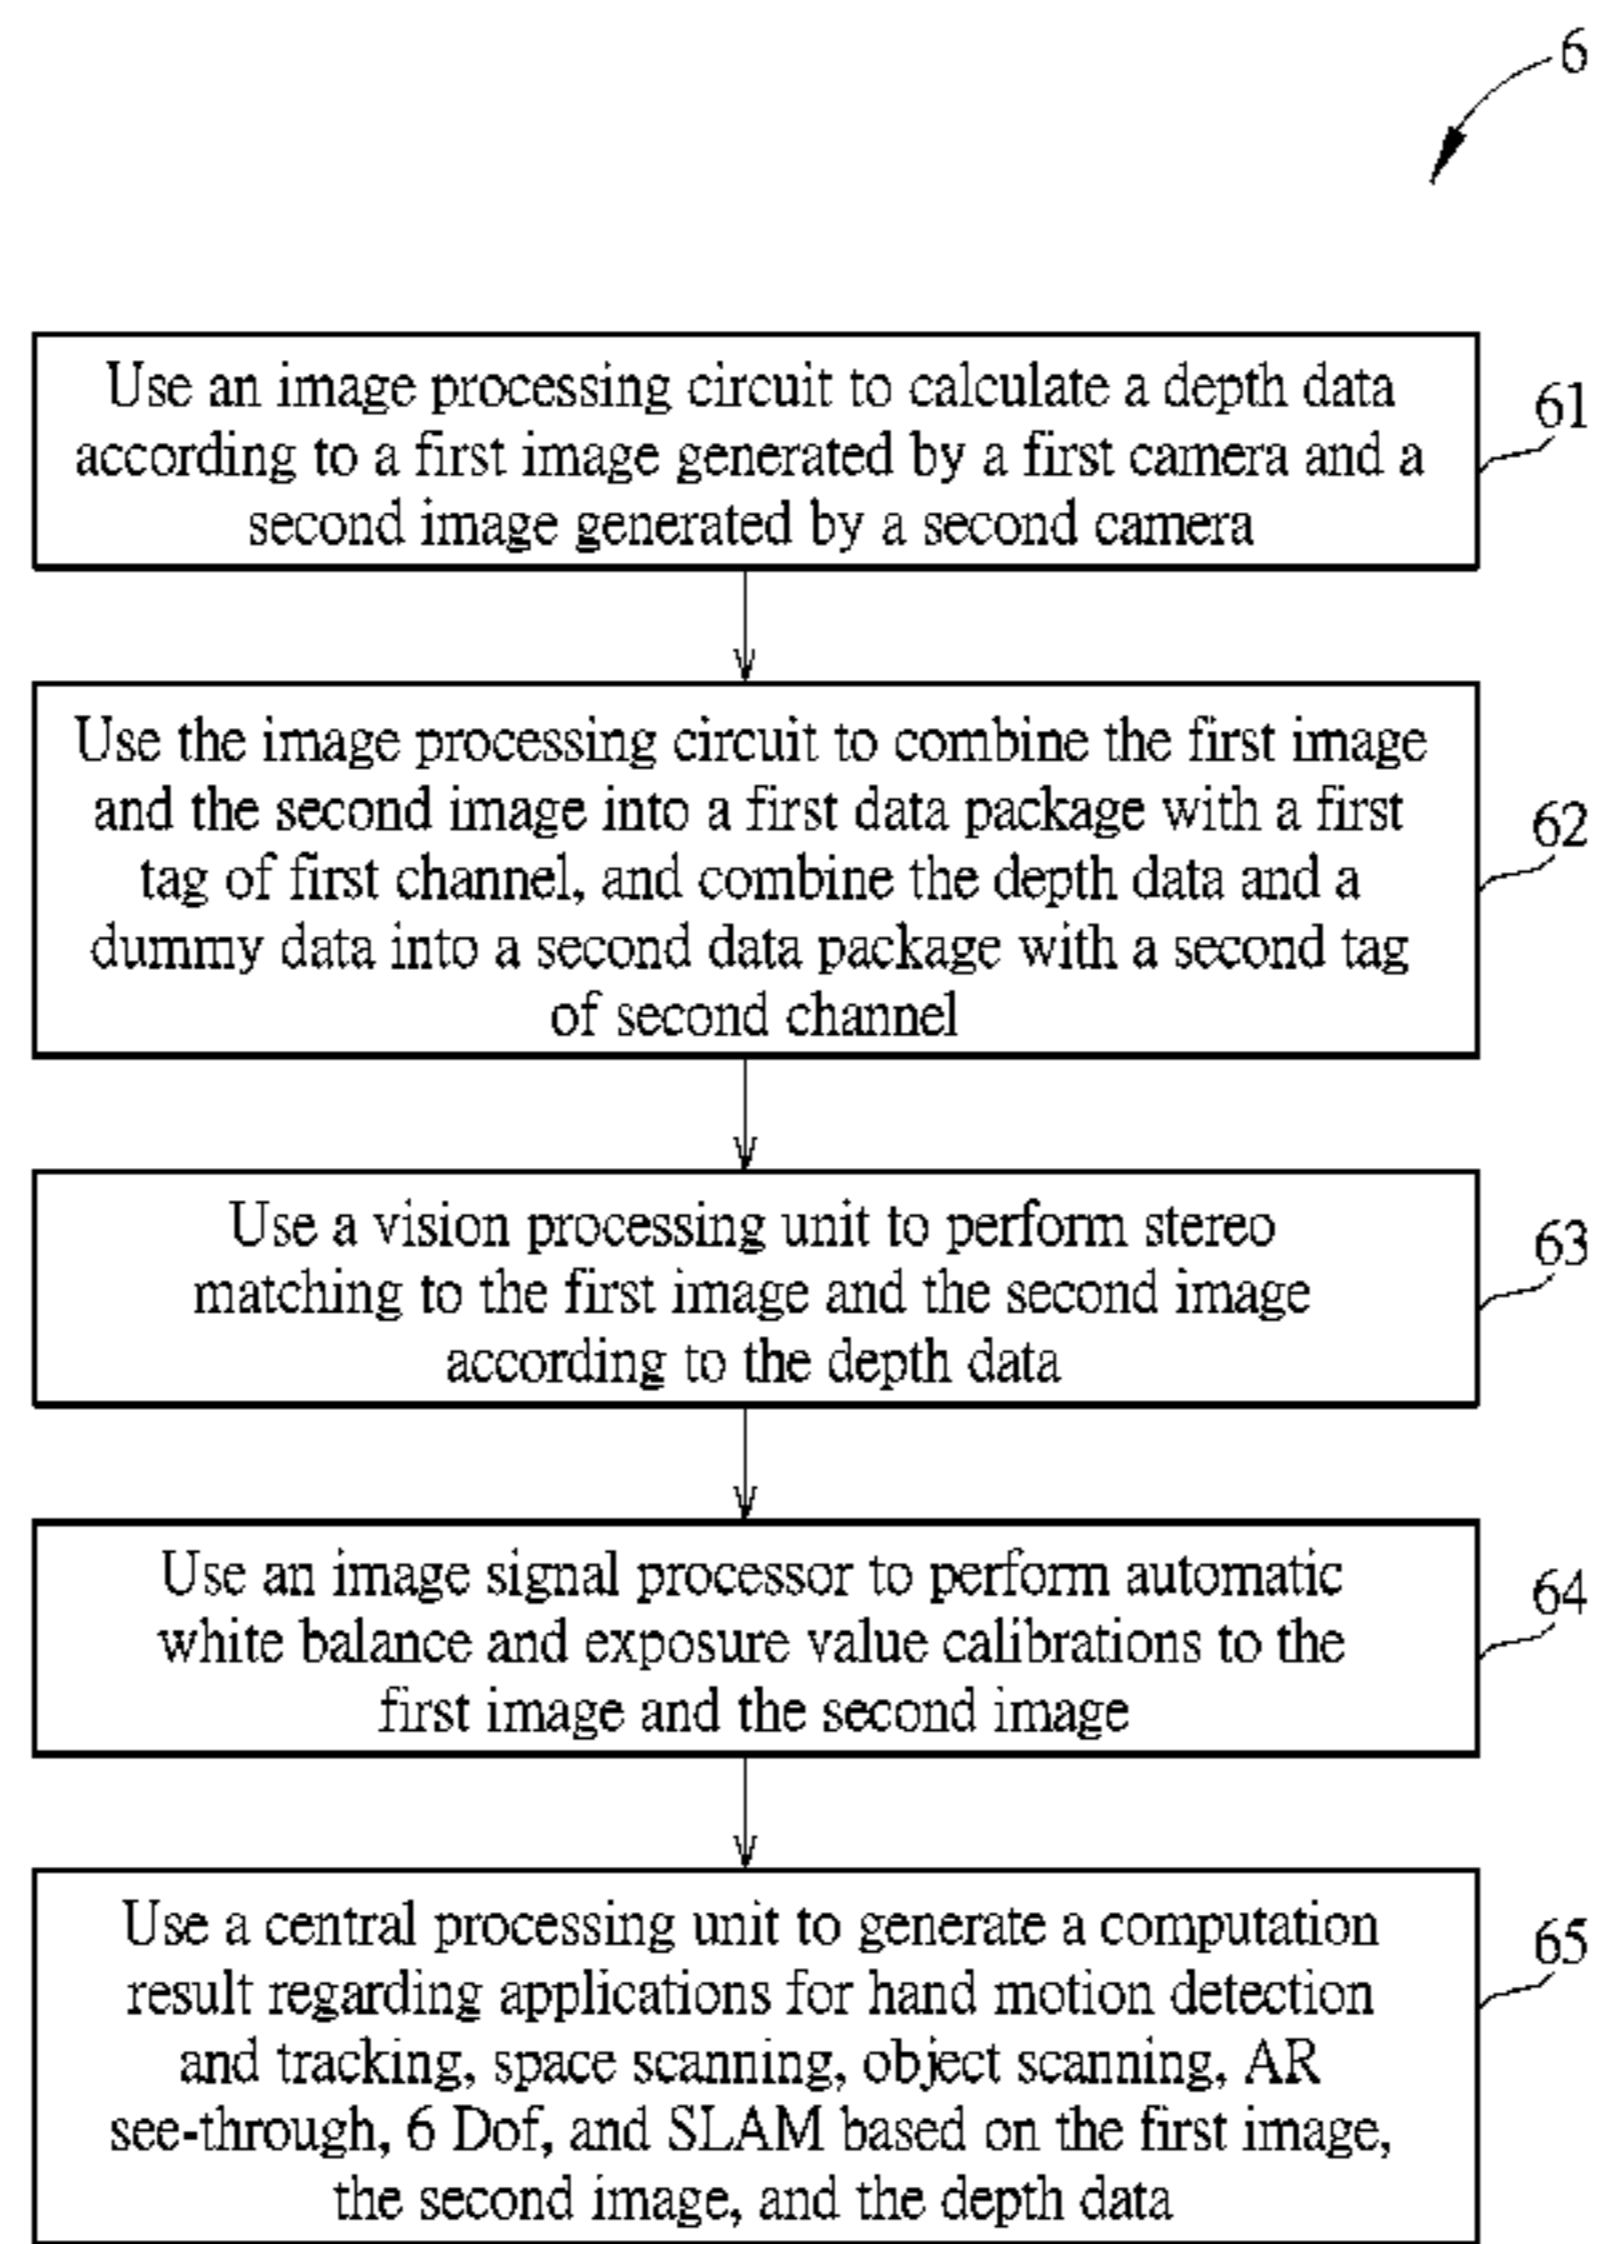 6
Use an image processing circuit to calculate a depth data
according to a first image generated by a first camera and a
second image generated by a second camera
61
Use the image processing circuit to combine the first image
and the second image into a first data package with a first
tag of first channel, and combine the depth data and a
dummy data into a second data package with a second tag
of second channel
62
Use a vision processing unit to perform stereo
matching to the first image and the second image
according to the depth data
63
Use an image signal processor to perform automatic
white balance and exposure value calibrations to the
first image and the second image
64
Use a central processing unit to generate a computation
result regarding applications for hand motion detection
and tracking, space scanning, object scanning, AR
see-through, 6 Dof, and SLAM based on the first image,
the second image, and the depth data
65